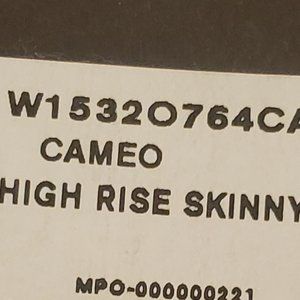 W15320764CA
CAMEO
HIGH RISE SKINNY
MPO-000000221